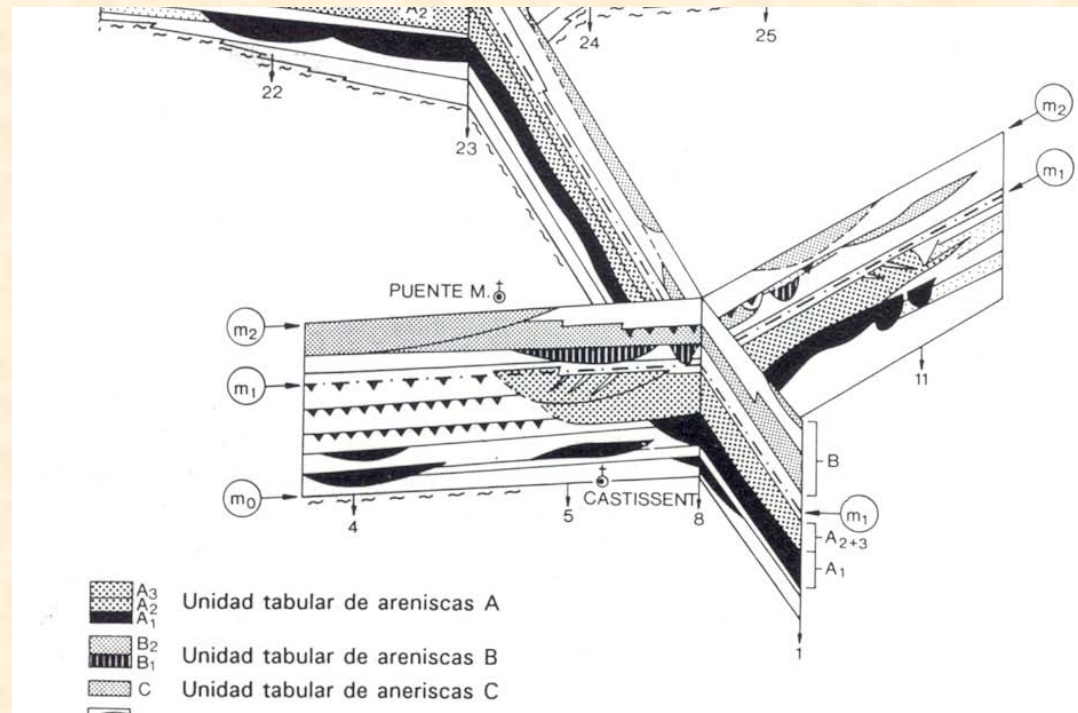 A2
24
25
22
23
m2
m1
PUENTE M.
m2
m1
11
B
m0
CASTISSENT
m1
4
5
8
A2+3
A1
1
A3
A2
A1
Unidad tabular de areniscas A
B2
B1
Unidad tabular de areniscas B
C
Unidad tabular de aneriscas C